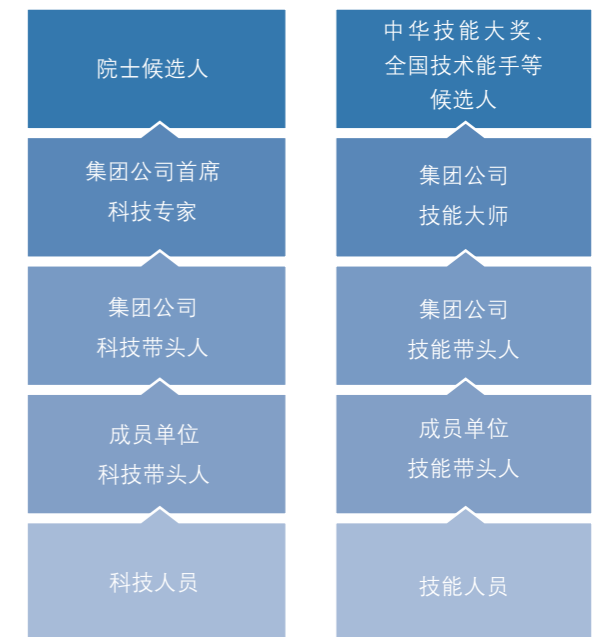 院士候选人
集团公司首席
科技专家
集团公司
科技带头人
成员单位
科技带头人
科技人员
中华技能大奖、
全国技术能手等
候选人
集团公司
技能大师
集团公司
技能带头人
成员单位
技能带头人
技能人员